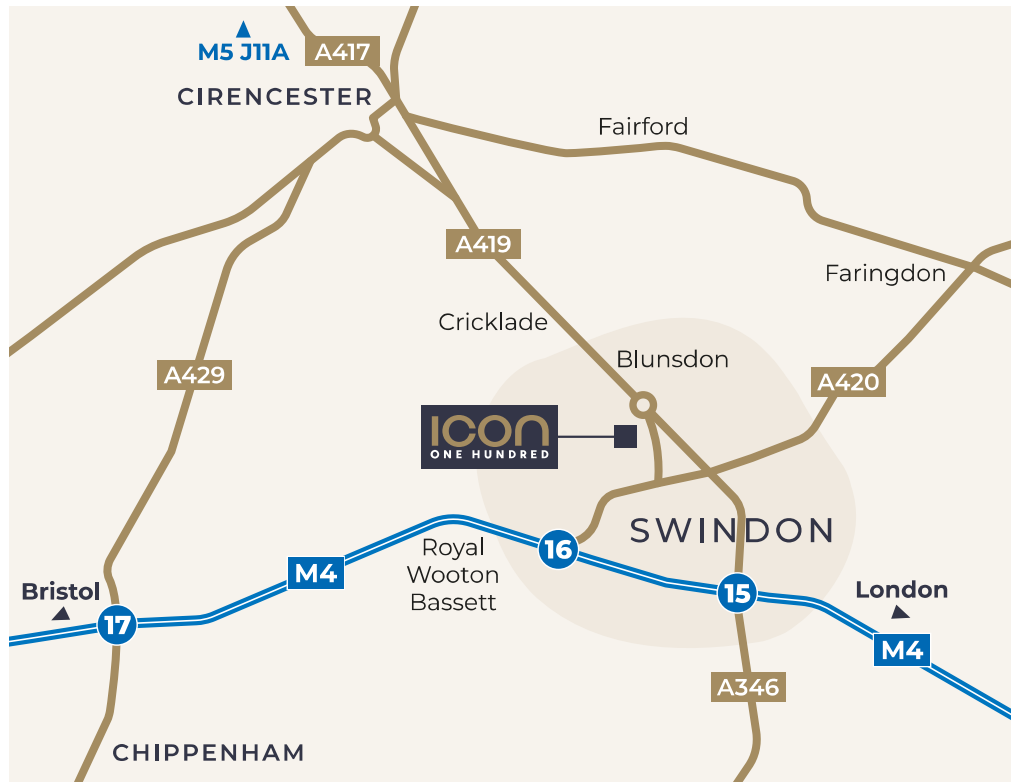 M5 J11A
A417
CIRENCESTER
Fairford
A419
Faringdon
Cricklade
Blunsdon
A429
A420
ICON
ONE HUNDRED
SWINDON
16
Royal
Wooton
Bassett
M4
Bristol
15
London
17
M4
A346
CHIPPENHAM